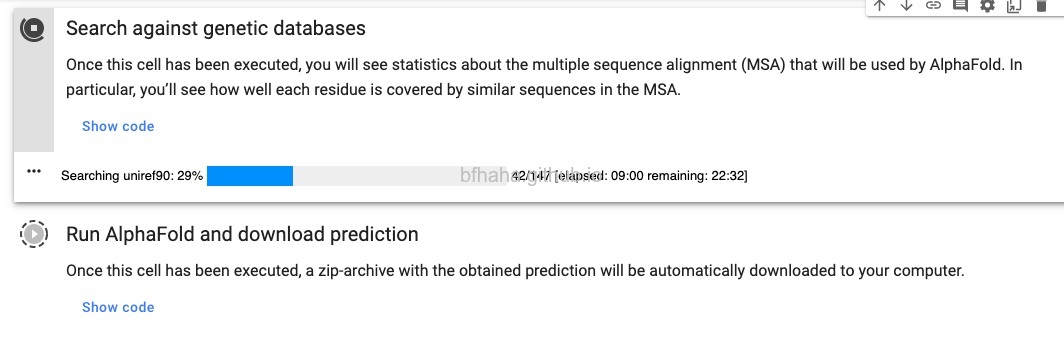 Search against genetic databases
Once this cell has been executed, you will see statistics about the multiple sequence alignment (MSA) that will be used by AlphaFold. In
particular, you’ll see how well each residue is covered by similar sequences in the MSA.
Show code
Searching uniref90: 29% 42/147 [elapsed: 09:00 remaining: 22:32]
Run AlphaFold and download prediction
Once this cell has been executed, a zip-archive with the obtained prediction will be automatically downloaded to your computer.
Show code